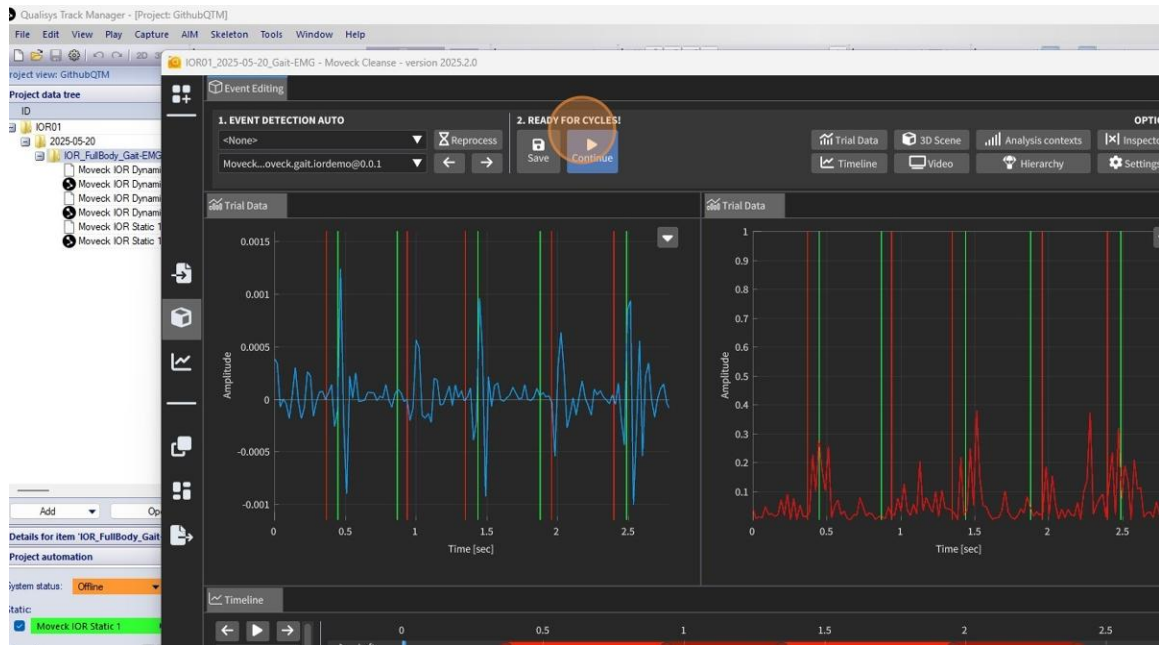 Qualisys Track Manager - [Project: GithubQTM]
File Edit View Play Capture AIM Skeleton Tools Window Help
2D
roject view: GithubQTM
Project data tree
ID
IOR01
2025-05-20
IOR_FullBody_Gait-EMG
Moveck IOR Dynami
Moveck IOR Dynami
Moveck IOR Dynami
Moveck IOR Dynami
Moveck IOR Static 1
Moveck IOR Static 1
Add
Op
Details for item 'IOR_FullBody_Gait
Project automation
ystem status: Offline
tatic:
Moveck IOR Static 1
IOR01_2025-05-20_Gait-EMG - Moveck Cleanse - version 2025.2.0
Event Editing
1. EVENT DETECTION AUTO
<None>
Reprocess
Moveck...oveck.gait.iordemo@0.0.1
2. READY FOR CYCLES!
Save
Continue
OPTIO
Trial Data 3D Scene Analysis contexts Inspecto
Timeline Video Hierarchy Settings
Trial Data
0.0015
0.001
0.0005
0
-0.0005
-0.001
Amplitude
0 0.5 1 1.5 2 2.5
Time [sec]
Trial Data
1
0.9
0.8
0.7
0.6
0.5
0.4
0.3
0.2
0.1
Amplitude
0 0.5 1 1.5 2 2.5
Time [sec]
Timeline
0 0.5 1 1.5 2 2.5